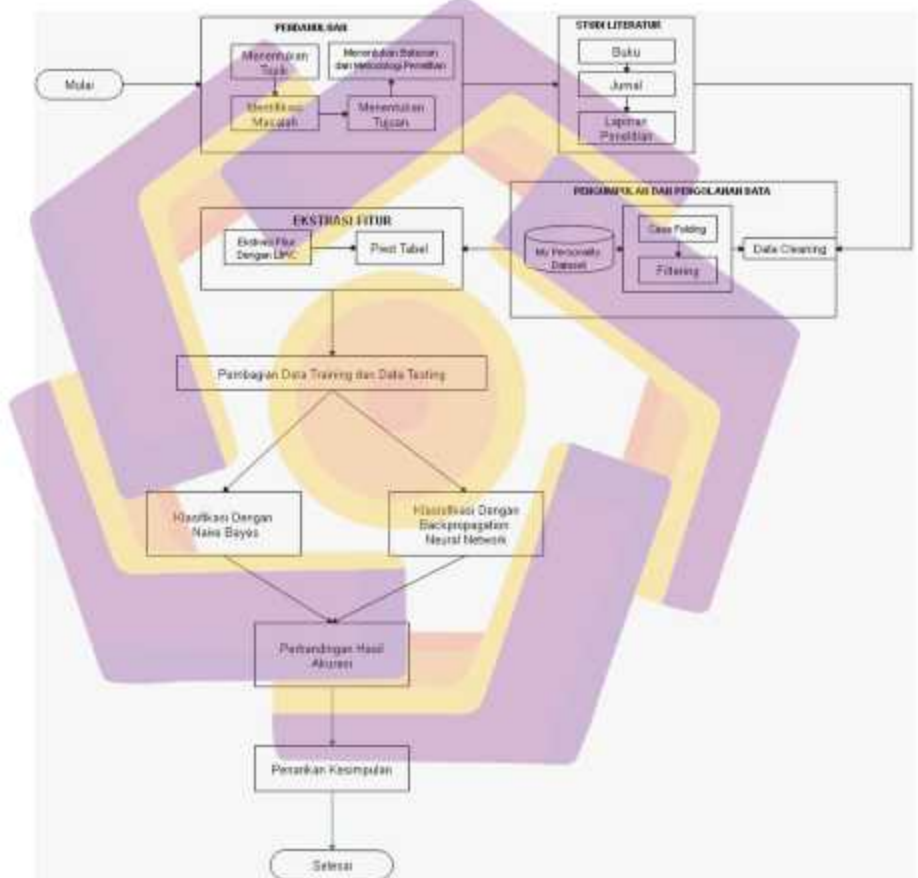 Mulai
PENDAHULUAN
Menentukan
Topik
Identifikasi
Masalah
Menentukan
Tujuan
Menentukan Batasan
dan Metodologi Penelitian
STUDI LITERATUR
Buku
Jurnal
Laporan
Penelitian
PENGUMPULAN DAN PENGOLAHAN DATA
My Personality
Dataset
Case Folding
Filtering
Data Cleaning
EKSTRASI FITUR
Ekstrasi Fitur
Dengan LIWC
Pivot Tabel
Pembagian Data Training dan Data Testing
Klasifikasi Dengan
Naive Bayes
Klasisifikasi Dengan
Backpropagation
Neural Network
Perbandingan Hasil
Akurasi
Penarikan Kesimpulan
Selesai